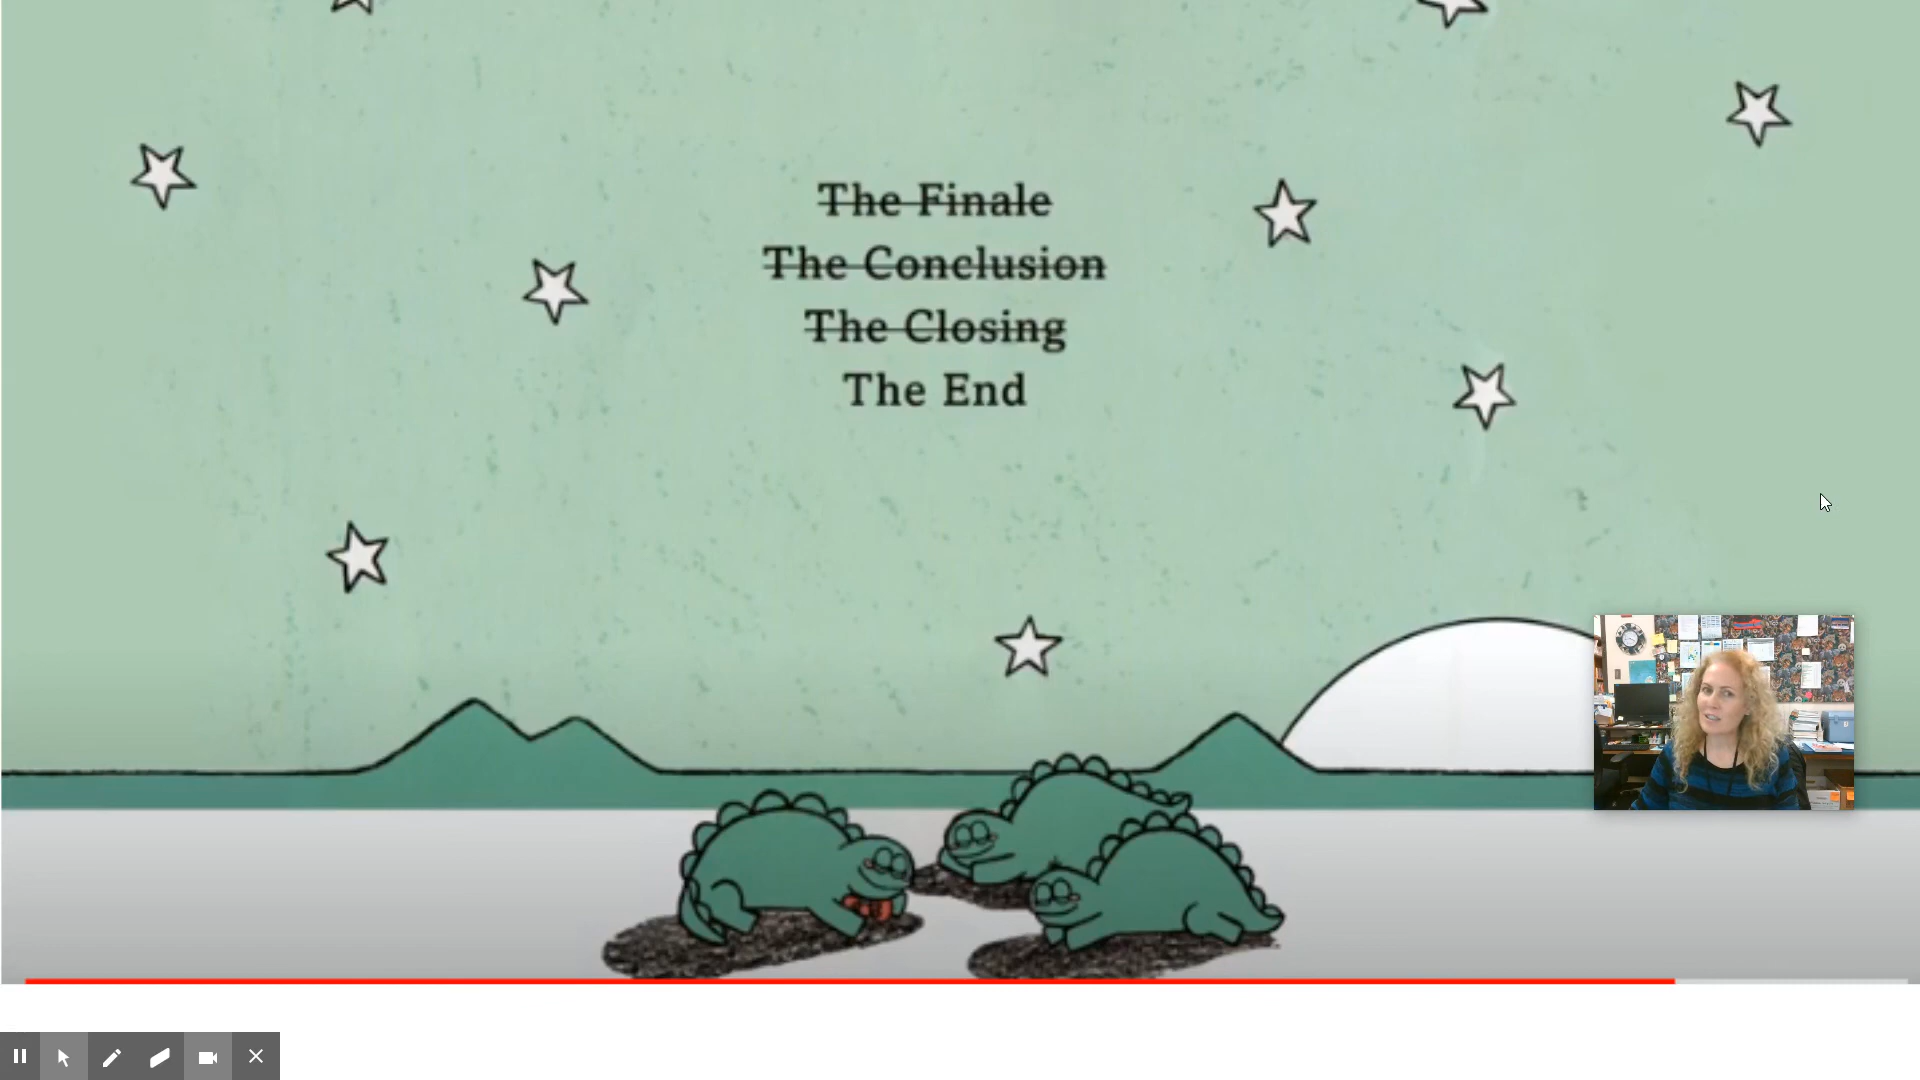 The Finale
The Conclusion
The Closing
The End